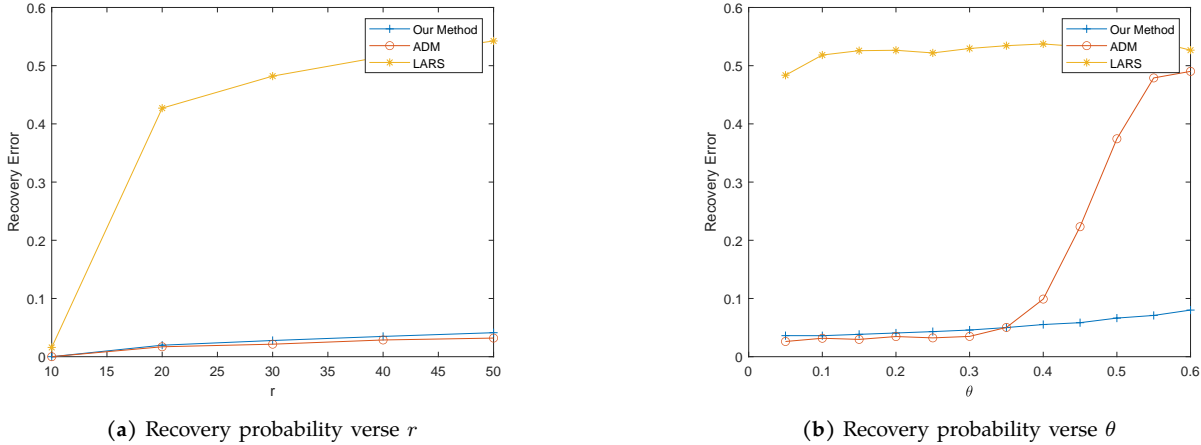 0.6
0.5
0.4
0.3
0.2
0.1
0
Recovery Error
10 15 20 25 30 35 40 45 50
r
Our Method
ADM
LARS
(a) Recovery probability verse r
0.6
0.5
0.4
0.3
0.2
0.1
0
Recovery Error
0 0.1 0.2 0.3 0.4 0.5 0.6
θ
Our Method
ADM
LARS
(b) Recovery probability verse θ